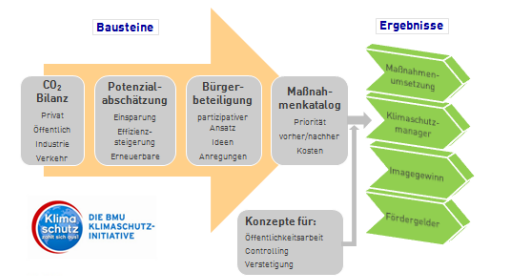 Bausteine
Ergebnisse
CO₂
Bilanz
Privat
Öffentlich
Industrie
Verkehr
Potenzial-
abschätzung
Einsparung
Effizienz-
steigerung
Erneuerbare
Bürger-
beteiligung
partizipativer
Ansatz
Ideen
Anregungen
Maßnah-
menkatalog
Priorität
vorher/nachher
Kosten
Maßnahmen-
umsetzung
Klimaschutz-
manager
Imagegewinn
Fördergelder
Konzepte für:
Öffentlichkeitsarbeit
Controlling
Verstetigung
Klima
schutz
DIE BMU
KLIMASCHUTZ-
INITIATIVE